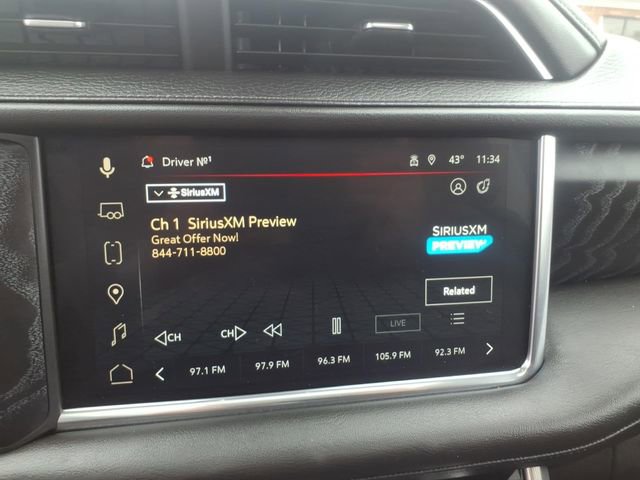 Driver №1
43° 11:34
SiriusXM
Ch 1 SiriusXM Preview
Great Offer Now!
844-711-8800
SIRIUSXM
PREVIEW
Related
CH
CH
LIVE
97.1 FM 97.9 FM 96.3 FM 105.9 FM 92.3 FM